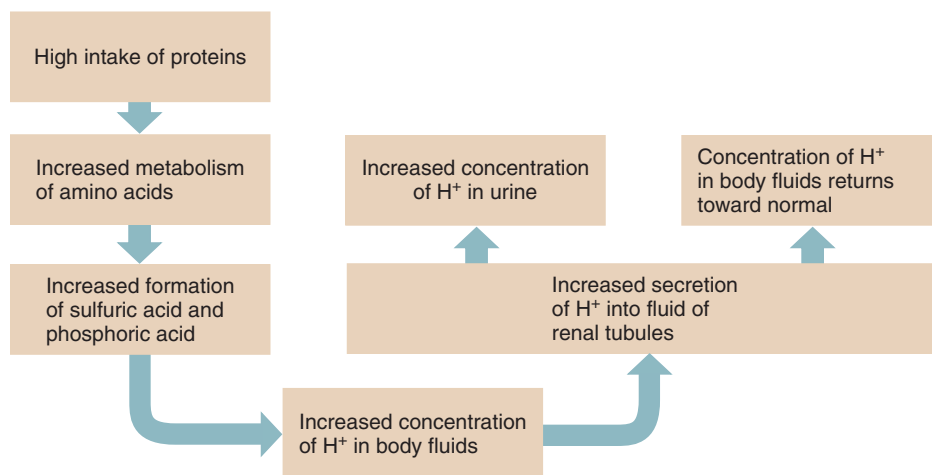 High intake of proteins
Increased metabolism
of amino acids
Increased formation
of sulfuric acid and
phosphoric acid
Increased concentration
of H⁺ in body fluids
Increased secretion
of H⁺ into fluid of
renal tubules
Increased concentration
of H⁺ in urine
Concentration of H⁺
in body fluids returns
toward normal